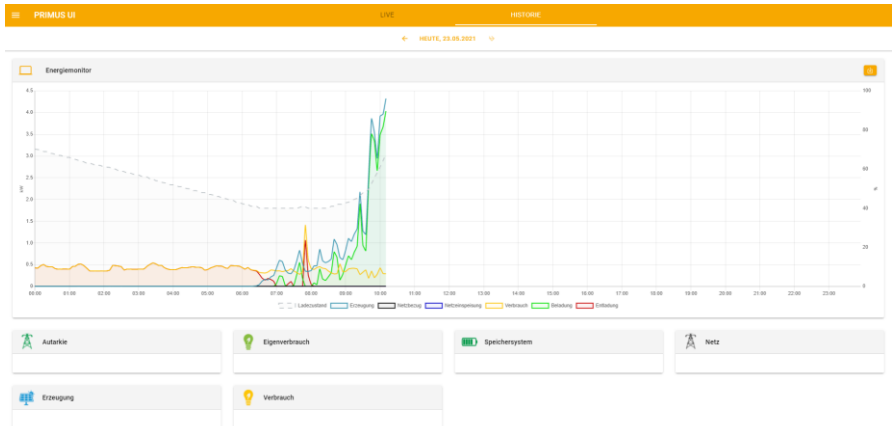 PRIMUS UI
LIVE
HISTORIE
HEUTE, 23.05.2021
Energiemonitor
4.5
4.0
3.5
3.0
2.5
2.0
1.5
1.0
0.5
0
kW
100
80
60
40
20
0
%
00:00 01:00 02:00 03:00 04:00 05:00 06:00 07:00 08:00 09:00 10:00 11:00 12:00 13:00 14:00 15:00 16:00 17:00 18:00 19:00 20:00 21:00 22:00 23:00
Ladezustand Erzeugung Netzbezug Netzeinspeisung Verbrauch Beladung Entladung
Autarkie
Eigenverbrauch
Speichersystem
Netz
Erzeugung
Verbrauch